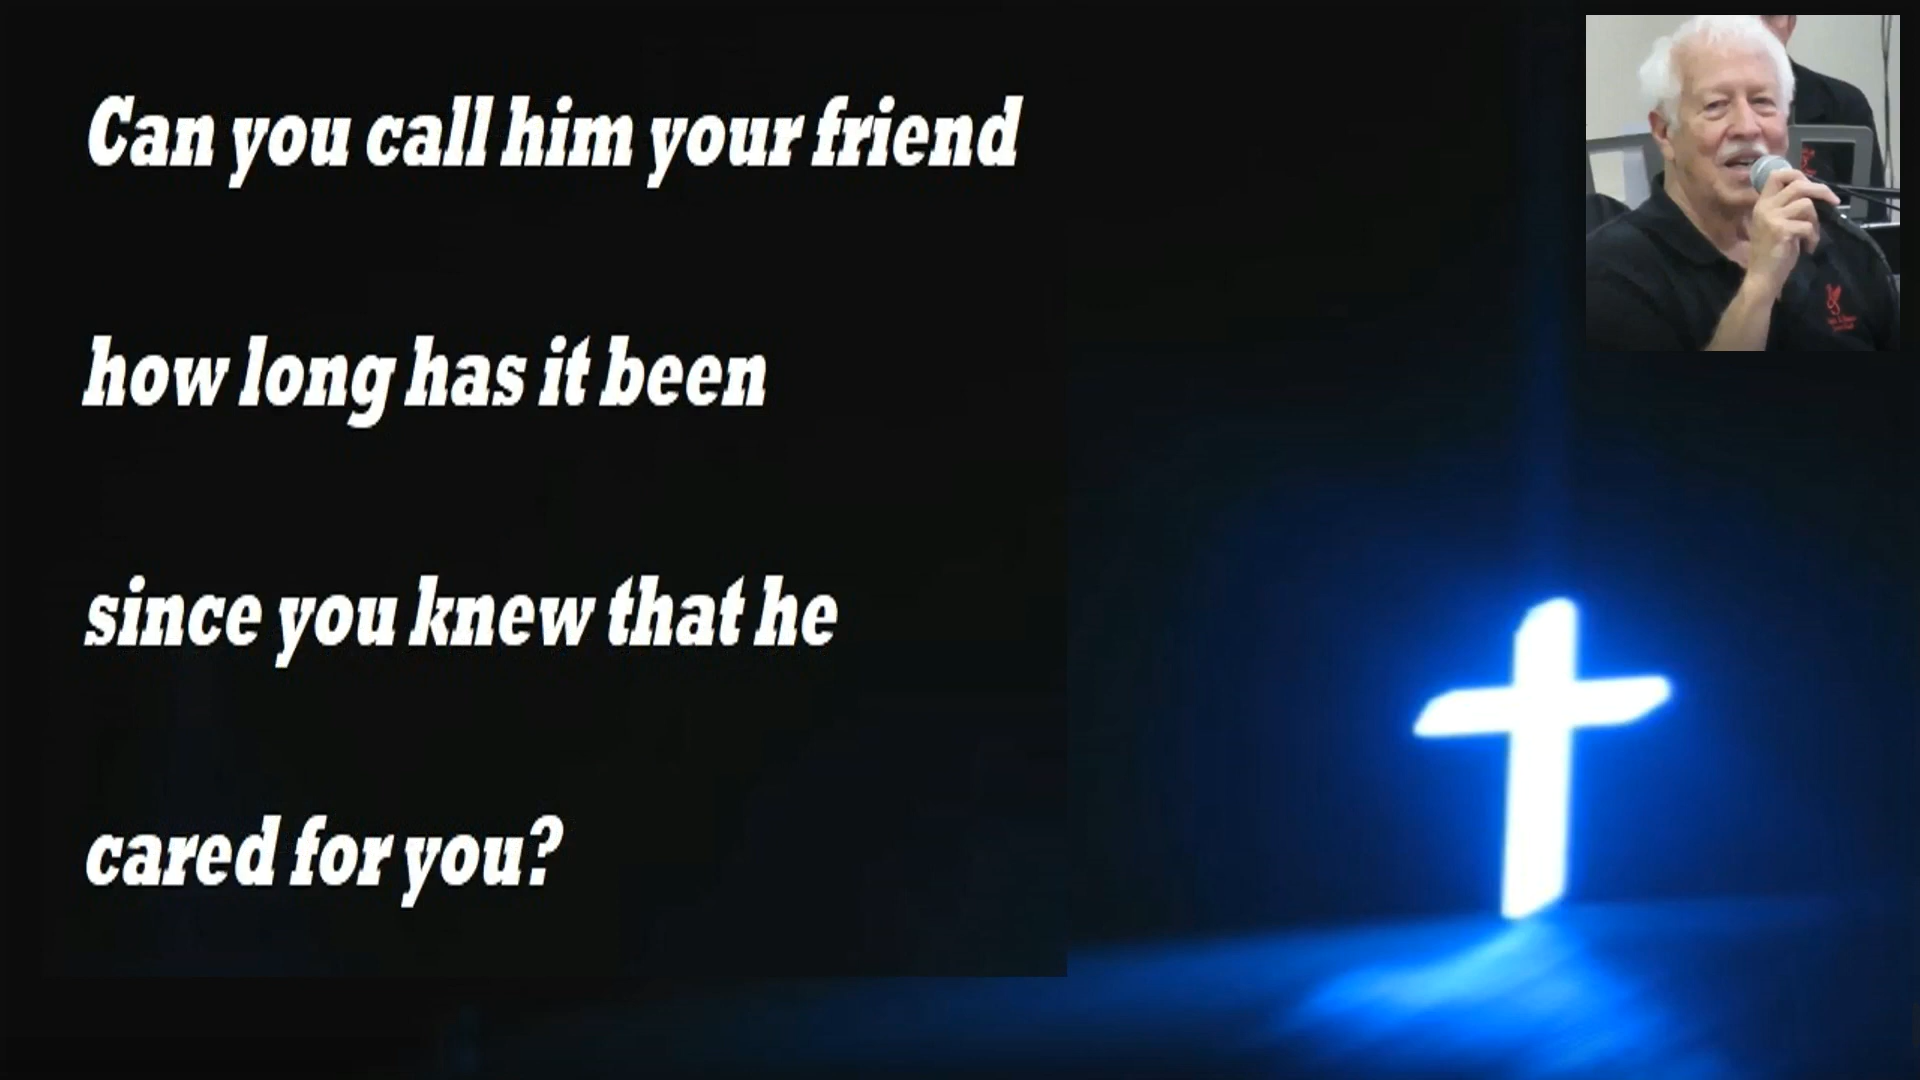 Can you call him your friend
how long has it been
since you knew that he
cared for you?